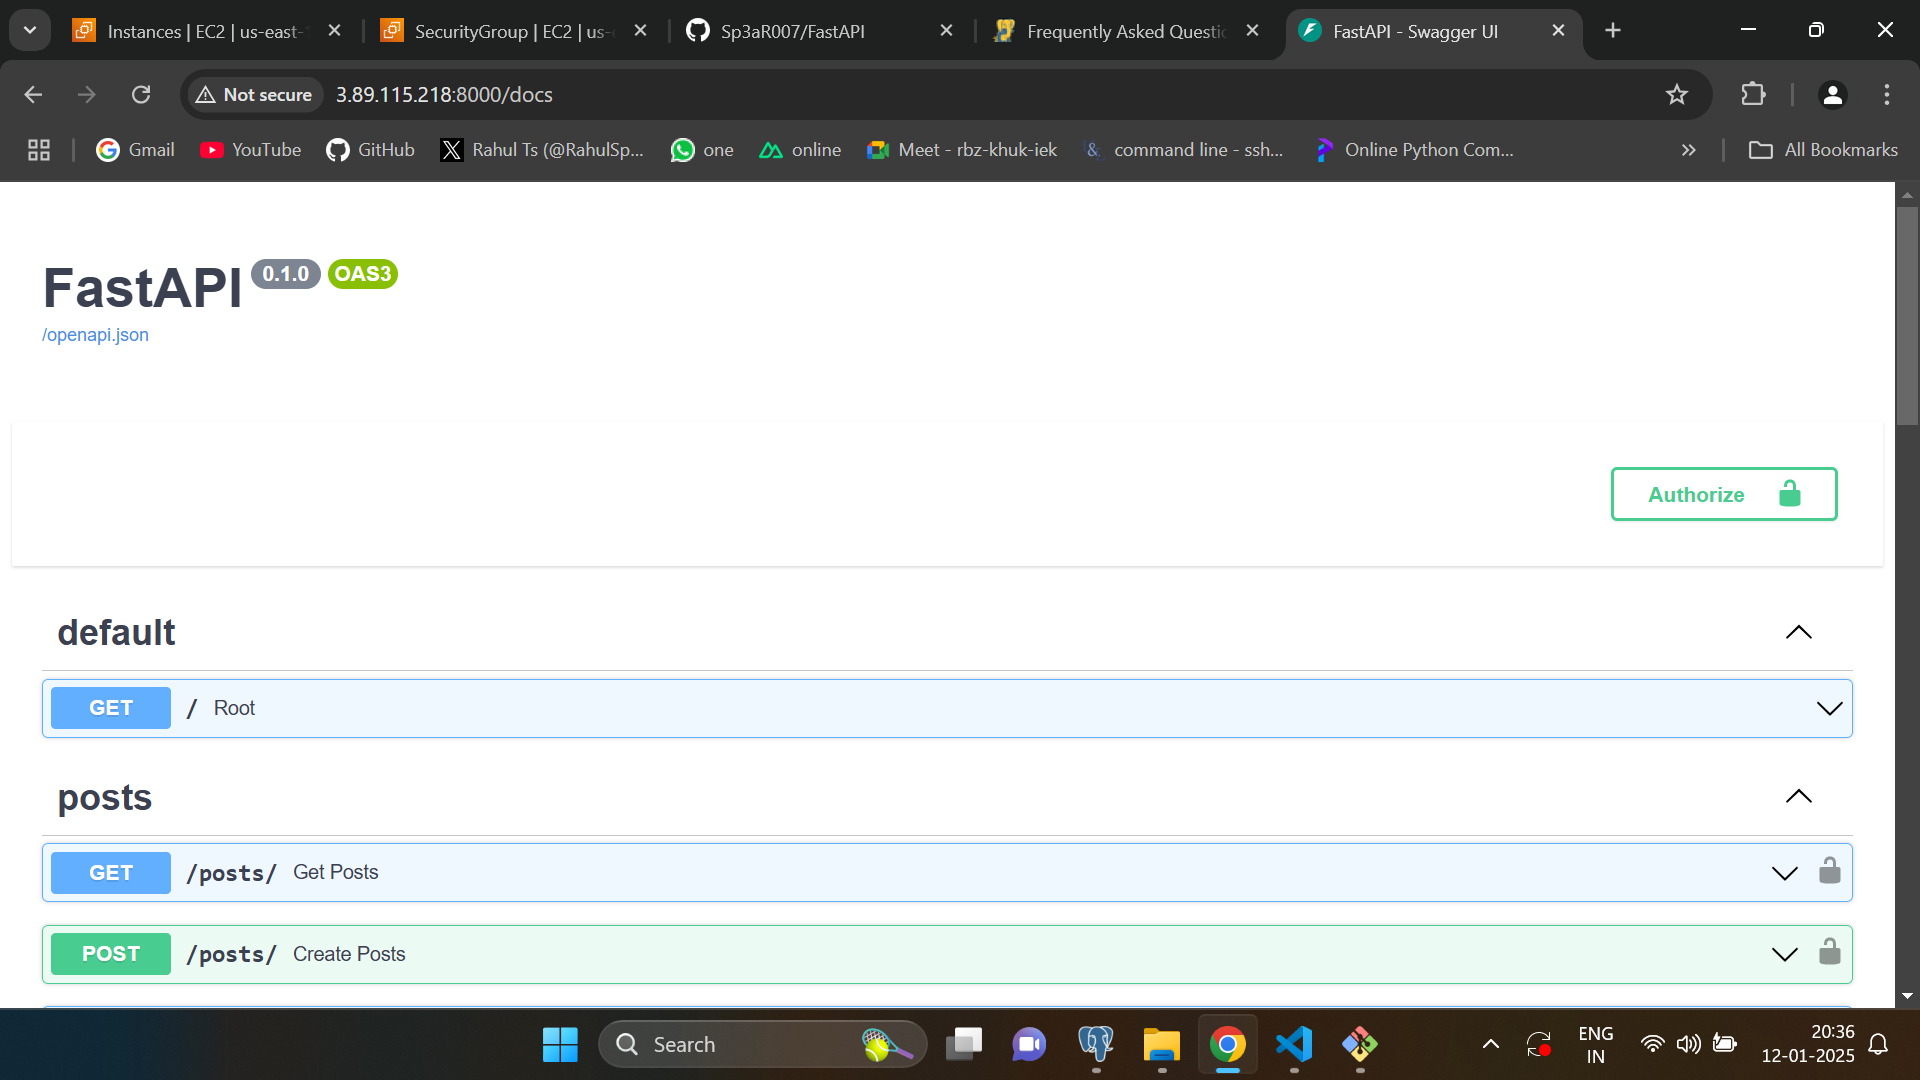 Instances | EC2 | us-east-1
SecurityGroup | EC2 | us-
Sp3aR007/FastAPI
Frequently Asked Questio
FastAPI - Swagger UI
Not secure
3.89.115.218:8000/docs
Gmail
YouTube
GitHub
Rahul Ts (@RahulSp...
one
online
Meet - rbz-khuk-iek
command line - ssh...
Online Python Com...
All Bookmarks
FastAPI 0.1.0 OAS3
/openapi.json
Authorize
default
GET / Root
posts
GET /posts/ Get Posts
POST /posts/ Create Posts
Search
ENG
IN
20:36
12-01-2025